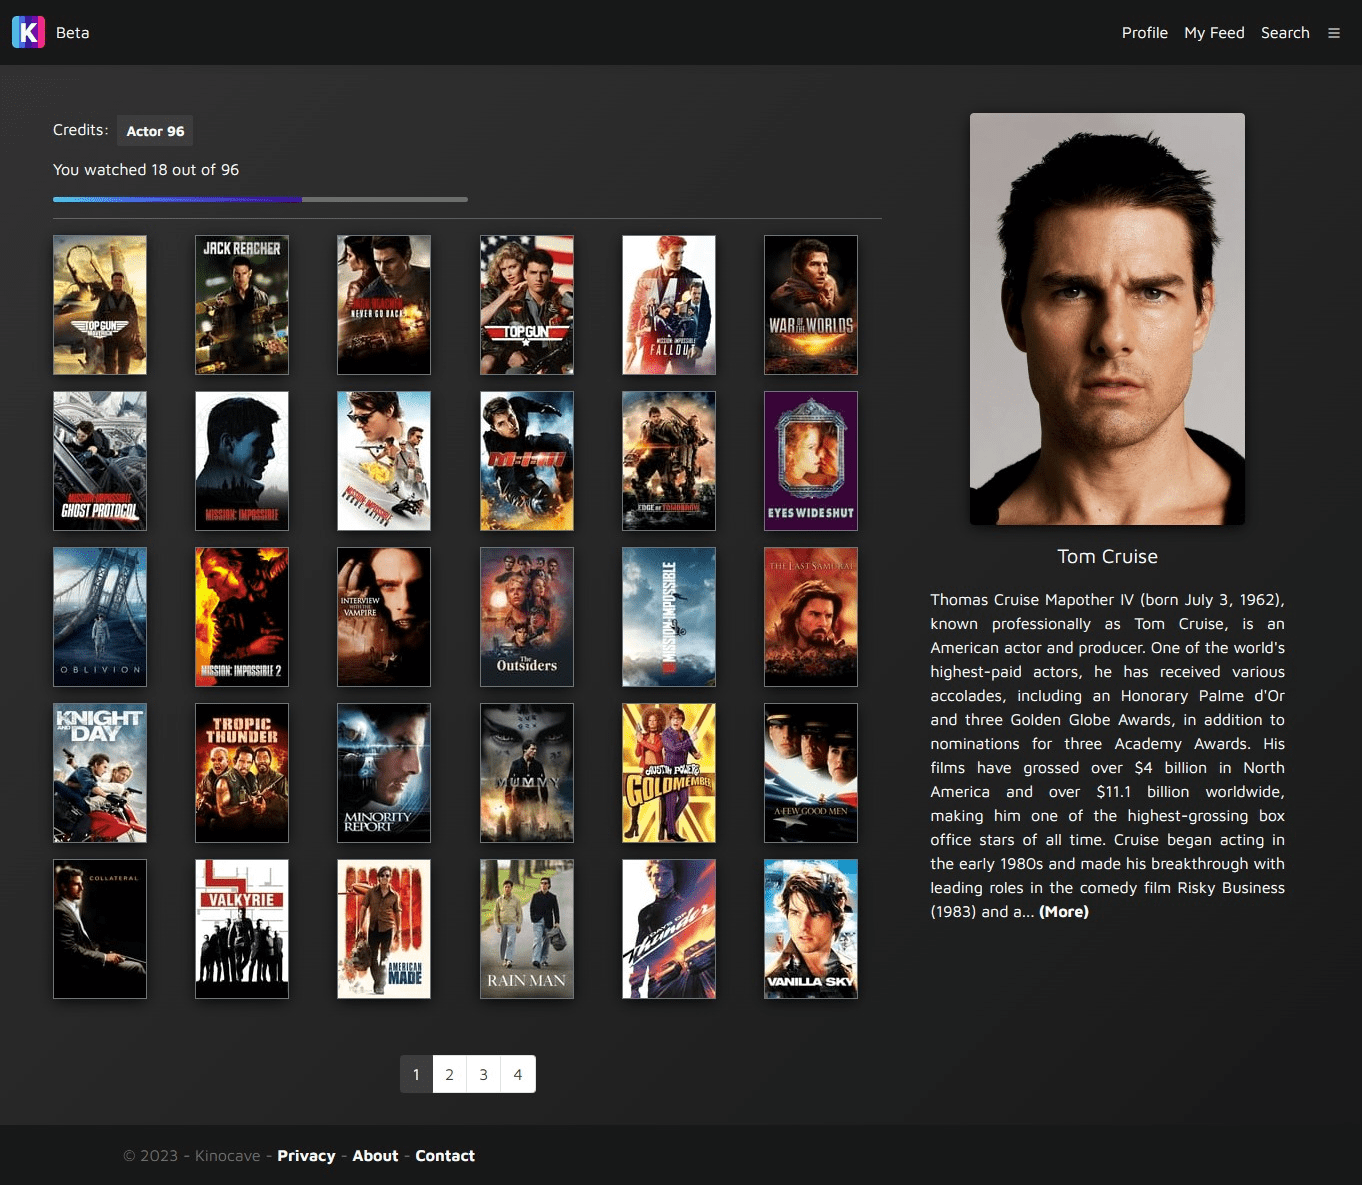 K Beta
Profile My Feed Search
Credits: Actor 96
You watched 18 out of 96
TOP GUN
MAVERICK
JACK REACHER
JACK REACHER
NEVER GO BACK
TOP GUN
MISSION: IMPOSSIBLE
FALLOUT
WAR OF THE WORLDS
MISSION: IMPOSSIBLE
GHOST PROTOCOL
MISSION: IMPOSSIBLE
MISSION: IMPOSSIBLE
ROGUE NATION
M:i:III
EDGE OF TOMORROW
EYES WIDE SHUT
OBLIVION
MISSION: IMPOSSIBLE 2
INTERVIEW
WITH THE
VAMPIRE
The
Outsiders
MISSION: IMPOSSIBLE
THE LAST SAMURAI
KNIGHT
AND DAY
TROPIC
THUNDER
MINORITY
REPORT
MUMMY
AUSTIN POWERS
GOLDMEMBER
A FEW GOOD MEN
COLLATERAL
VALKYRIE
AMERICAN
MADE
RAIN MAN
DAYS OF
Thunder
VANILLA SKY
Tom Cruise
Thomas Cruise Mapother IV (born July 3, 1962),
known professionally as Tom Cruise, is an
American actor and producer. One of the world's
highest-paid actors, he has received various
accolades, including an Honorary Palme d'Or
and three Golden Globe Awards, in addition to
nominations for three Academy Awards. His
films have grossed over $4 billion in North
America and over $11.1 billion worldwide,
making him one of the highest-grossing box
office stars of all time. Cruise began acting in
the early 1980s and made his breakthrough with
leading roles in the comedy film Risky Business
(1983) and a... (More)
1 2 3 4
© 2023 - Kinocave - Privacy - About - Contact